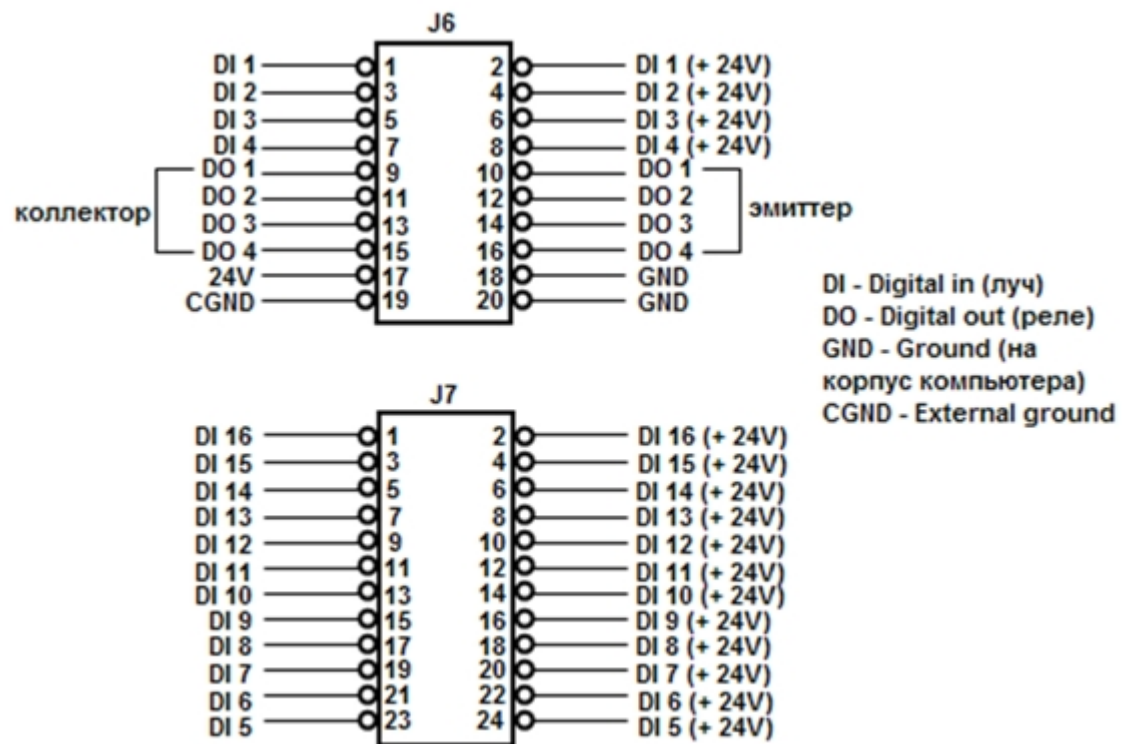 J6
DI 1 1 2 DI 1 (+ 24V)
DI 2 3 4 DI 2 (+ 24V)
DI 3 5 6 DI 3 (+ 24V)
DI 4 7 8 DI 4 (+ 24V)
DO 1 9 10 DO 1
DO 2 11 12 DO 2
коллектор
эмиттер
DO 3 13 14 DO 3
DO 4 15 16 DO 4
24V 17 18 GND
CGND 19 20 GND
DI - Digital in (луч)
DO - Digital out (реле)
GND - Ground (на
корпус компьютера)
CGND - External ground
J7
DI 16 1 2 DI 16 (+ 24V)
DI 15 3 4 DI 15 (+ 24V)
DI 14 5 6 DI 14 (+ 24V)
DI 13 7 8 DI 13 (+ 24V)
DI 12 9 10 DI 12 (+ 24V)
DI 11 11 12 DI 11 (+ 24V)
DI 10 13 14 DI 10 (+ 24V)
DI 9 15 16 DI 9 (+ 24V)
DI 8 17 18 DI 8 (+ 24V)
DI 7 19 20 DI 7 (+ 24V)
DI 6 21 22 DI 6 (+ 24V)
DI 5 23 24 DI 5 (+ 24V)